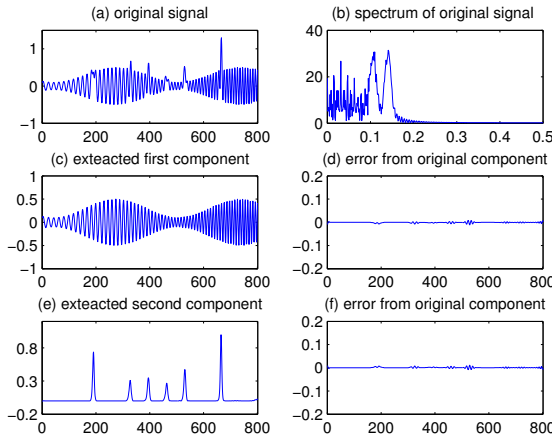 (a) original signal
1
0
−1
0 200 400 600 800
(b) spectrum of original signal
40
20
0
0 0.1 0.2 0.3 0.4 0.5
(c) exteacted first component
1
0.5
0
−0.5
−1
0 200 400 600 800
(d) error from original component
0.2
0.1
0
−0.1
−0.2
0 200 400 600 800
(e) exteacted second component
0.8
0.3
−0.2
0 200 400 600 800
(f) error from original component
0.2
0.1
0
−0.1
−0.2
0 200 400 600 800